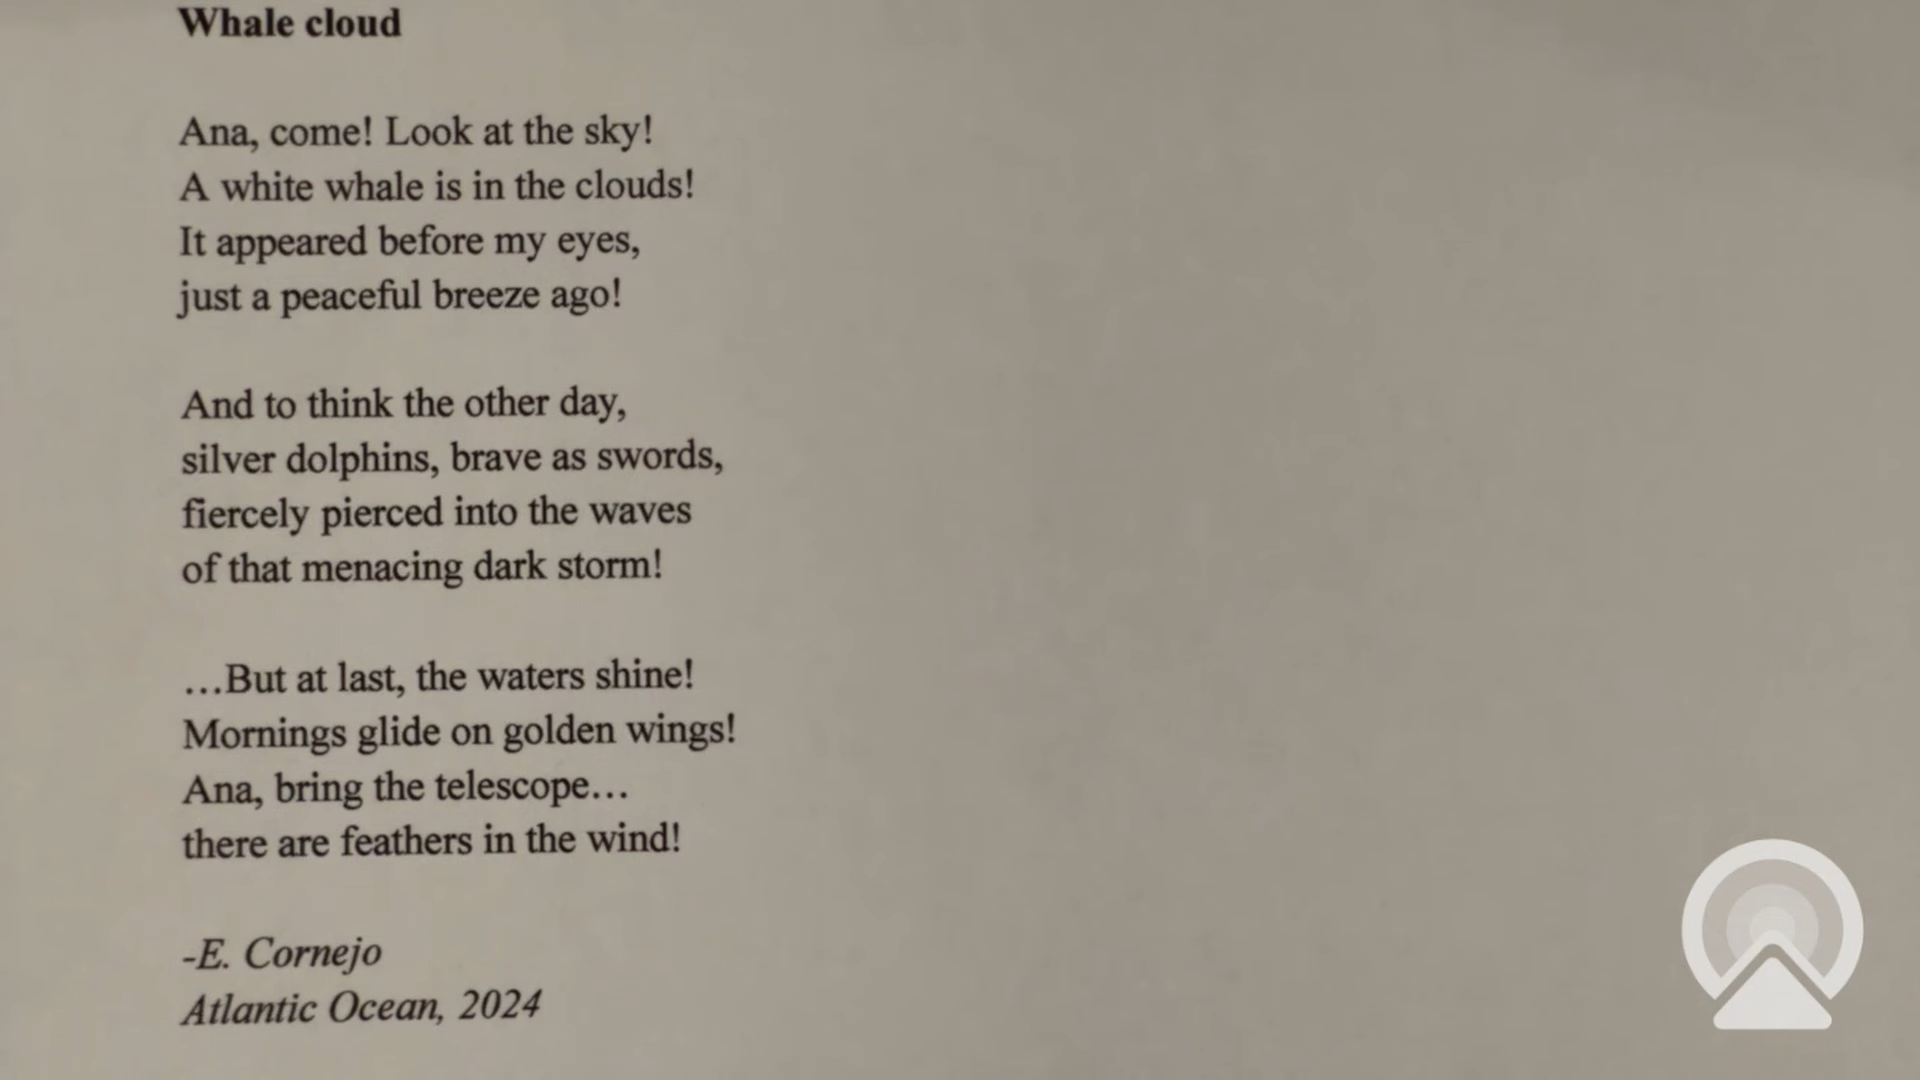 Whale cloud
Ana, come! Look at the sky!
A white whale is in the clouds!
It appeared before my eyes,
just a peaceful breeze ago!
And to think the other day,
silver dolphins, brave as swords,
fiercely pierced into the waves
of that menacing dark storm!
…But at last, the waters shine!
Mornings glide on golden wings!
Ana, bring the telescope…
there are feathers in the wind!
-E. Cornejo
Atlantic Ocean, 2024